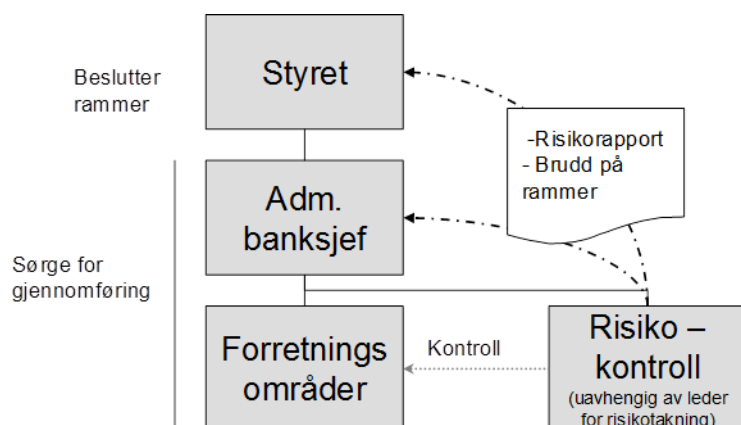 Beslutter
rammer
Styret
-Risikorapport
- Brudd på
rammer
Adm.
banksjef
Sørge for
gjennomføring
Forretnings
områder
Kontroll
Risiko –
kontroll
(uavhengig av leder
for risikotakning)